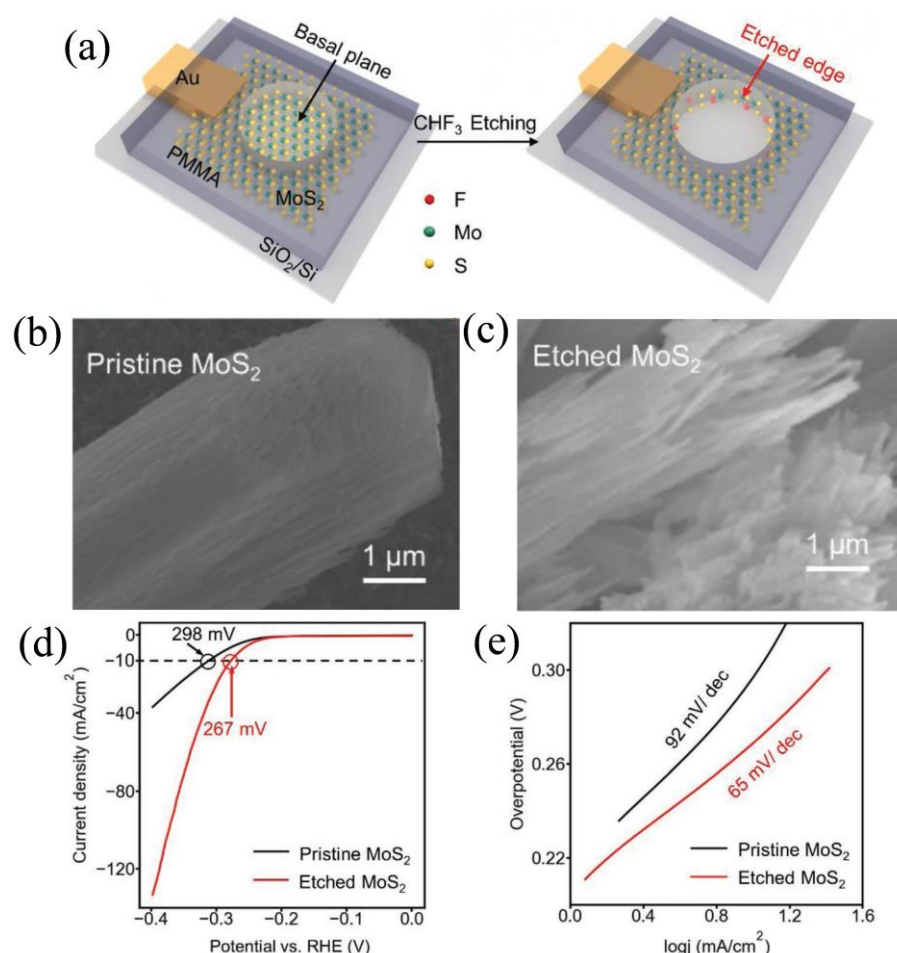 (a)
Au
Basal plane
PMMA
MoS₂
SiO₂/Si
CHF₃ Etching
F
Mo
S
Etched edge
(b)
Pristine MoS₂
1 μm
(c)
Etched MoS₂
1 μm
(d)
298 mV
267 mV
0
−10
−40
−80
−120
Current density (mA/cm²)
Pristine MoS₂
Etched MoS₂
−0.4 −0.3 −0.2 −0.1 0.0
Potential vs. RHE (V)
(e)
0.30
0.26
0.22
Overpotential (V)
92 mV/ dec
65 mV/ dec
Pristine MoS₂
Etched MoS₂
0.0 0.4 0.8 1.2 1.6
logj (mA/cm²)